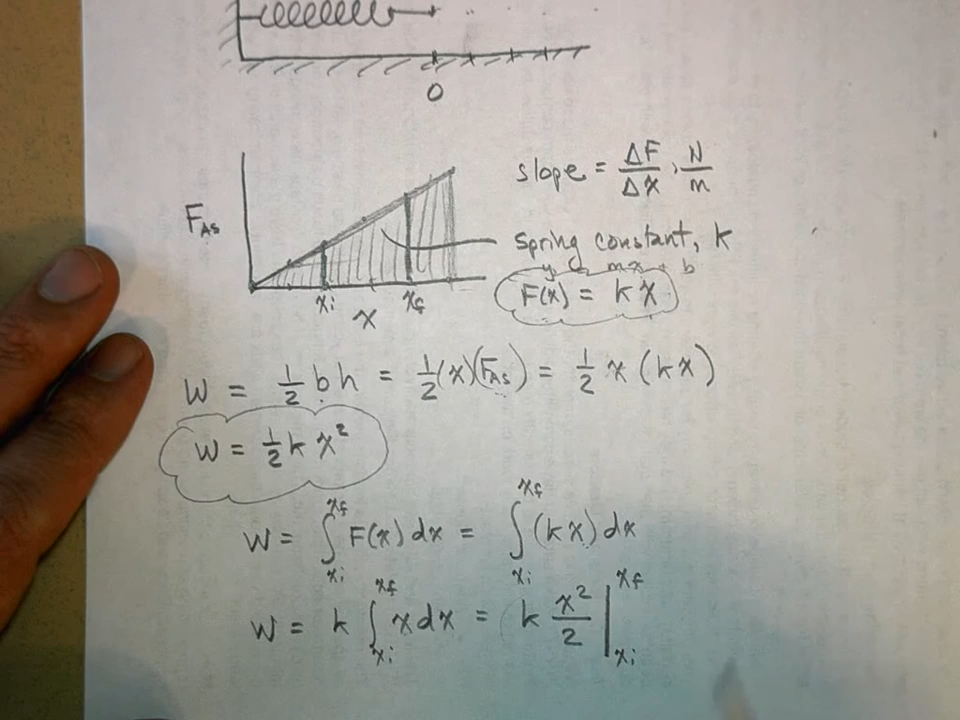 0
slope = ΔF/Δx, N/m
F_AS
spring constant, k
y = mx + b
F(x) = kx
x_i x x_f
W = 1/2 bh = 1/2 (x)(F_AS) = 1/2 x (kx)
W = 1/2 k x²
W = ∫_{x_i}^{x_f} F(x) dx = ∫_{x_i}^{x_f} (kx) dx
W = k ∫_{x_i}^{x_f} x dx = k x²/2 |_{x_i}^{x_f}